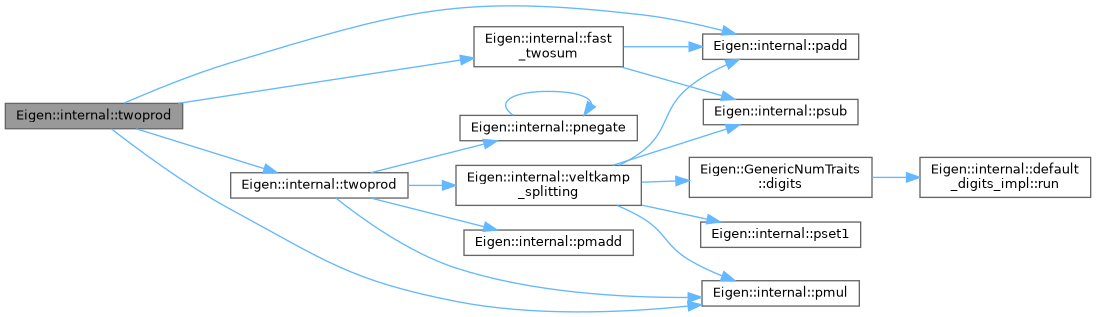 Eigen::internal::twoprod
Eigen::internal::fast
_twosum
Eigen::internal::padd
Eigen::internal::psub
Eigen::internal::pnegate
Eigen::internal::twoprod
Eigen::internal::veltkamp
_splitting
Eigen::GenericNumTraits
::digits
Eigen::internal::default
_digits_impl::run
Eigen::internal::pmadd
Eigen::internal::pset1
Eigen::internal::pmul